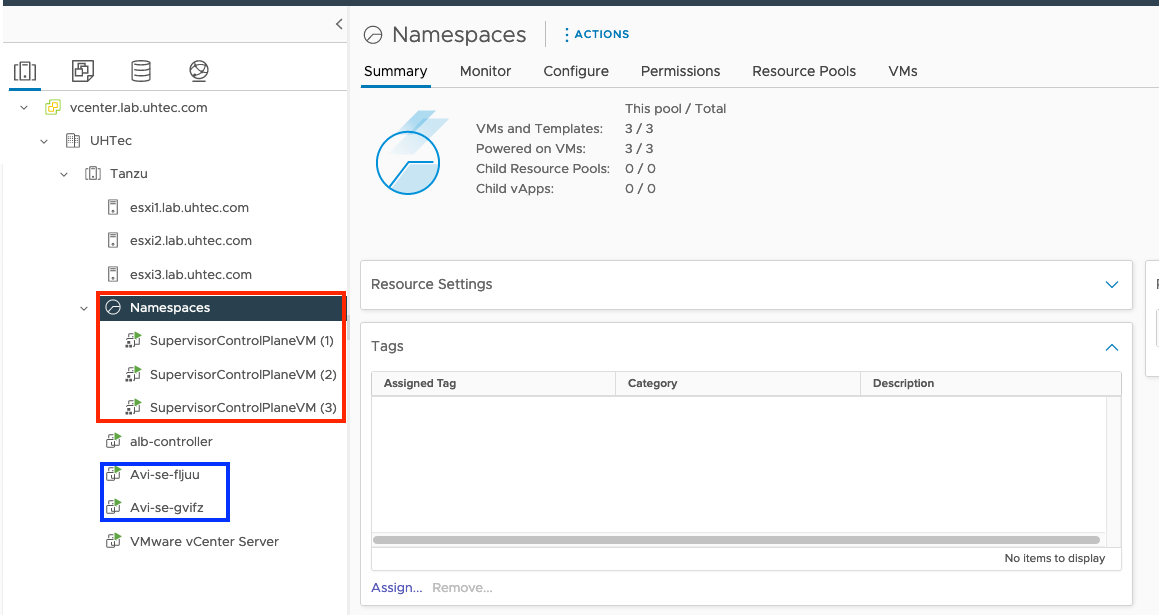 Namespaces
ACTIONS
Summary Monitor Configure Permissions Resource Pools VMs
vcenter.lab.uhtec.com
UHTec
Tanzu
esxi1.lab.uhtec.com
esxi2.lab.uhtec.com
esxi3.lab.uhtec.com
Namespaces
SupervisorControlPlaneVM (1)
SupervisorControlPlaneVM (2)
SupervisorControlPlaneVM (3)
alb-controller
Avi-se-fljuu
Avi-se-gvifz
VMware vCenter Server
This pool / Total
VMs and Templates: 3 / 3
Powered on VMs: 3 / 3
Child Resource Pools: 0 / 0
Child vApps: 0 / 0
Resource Settings
Tags
Assigned Tag Category Description
No items to display
Assign... Remove...